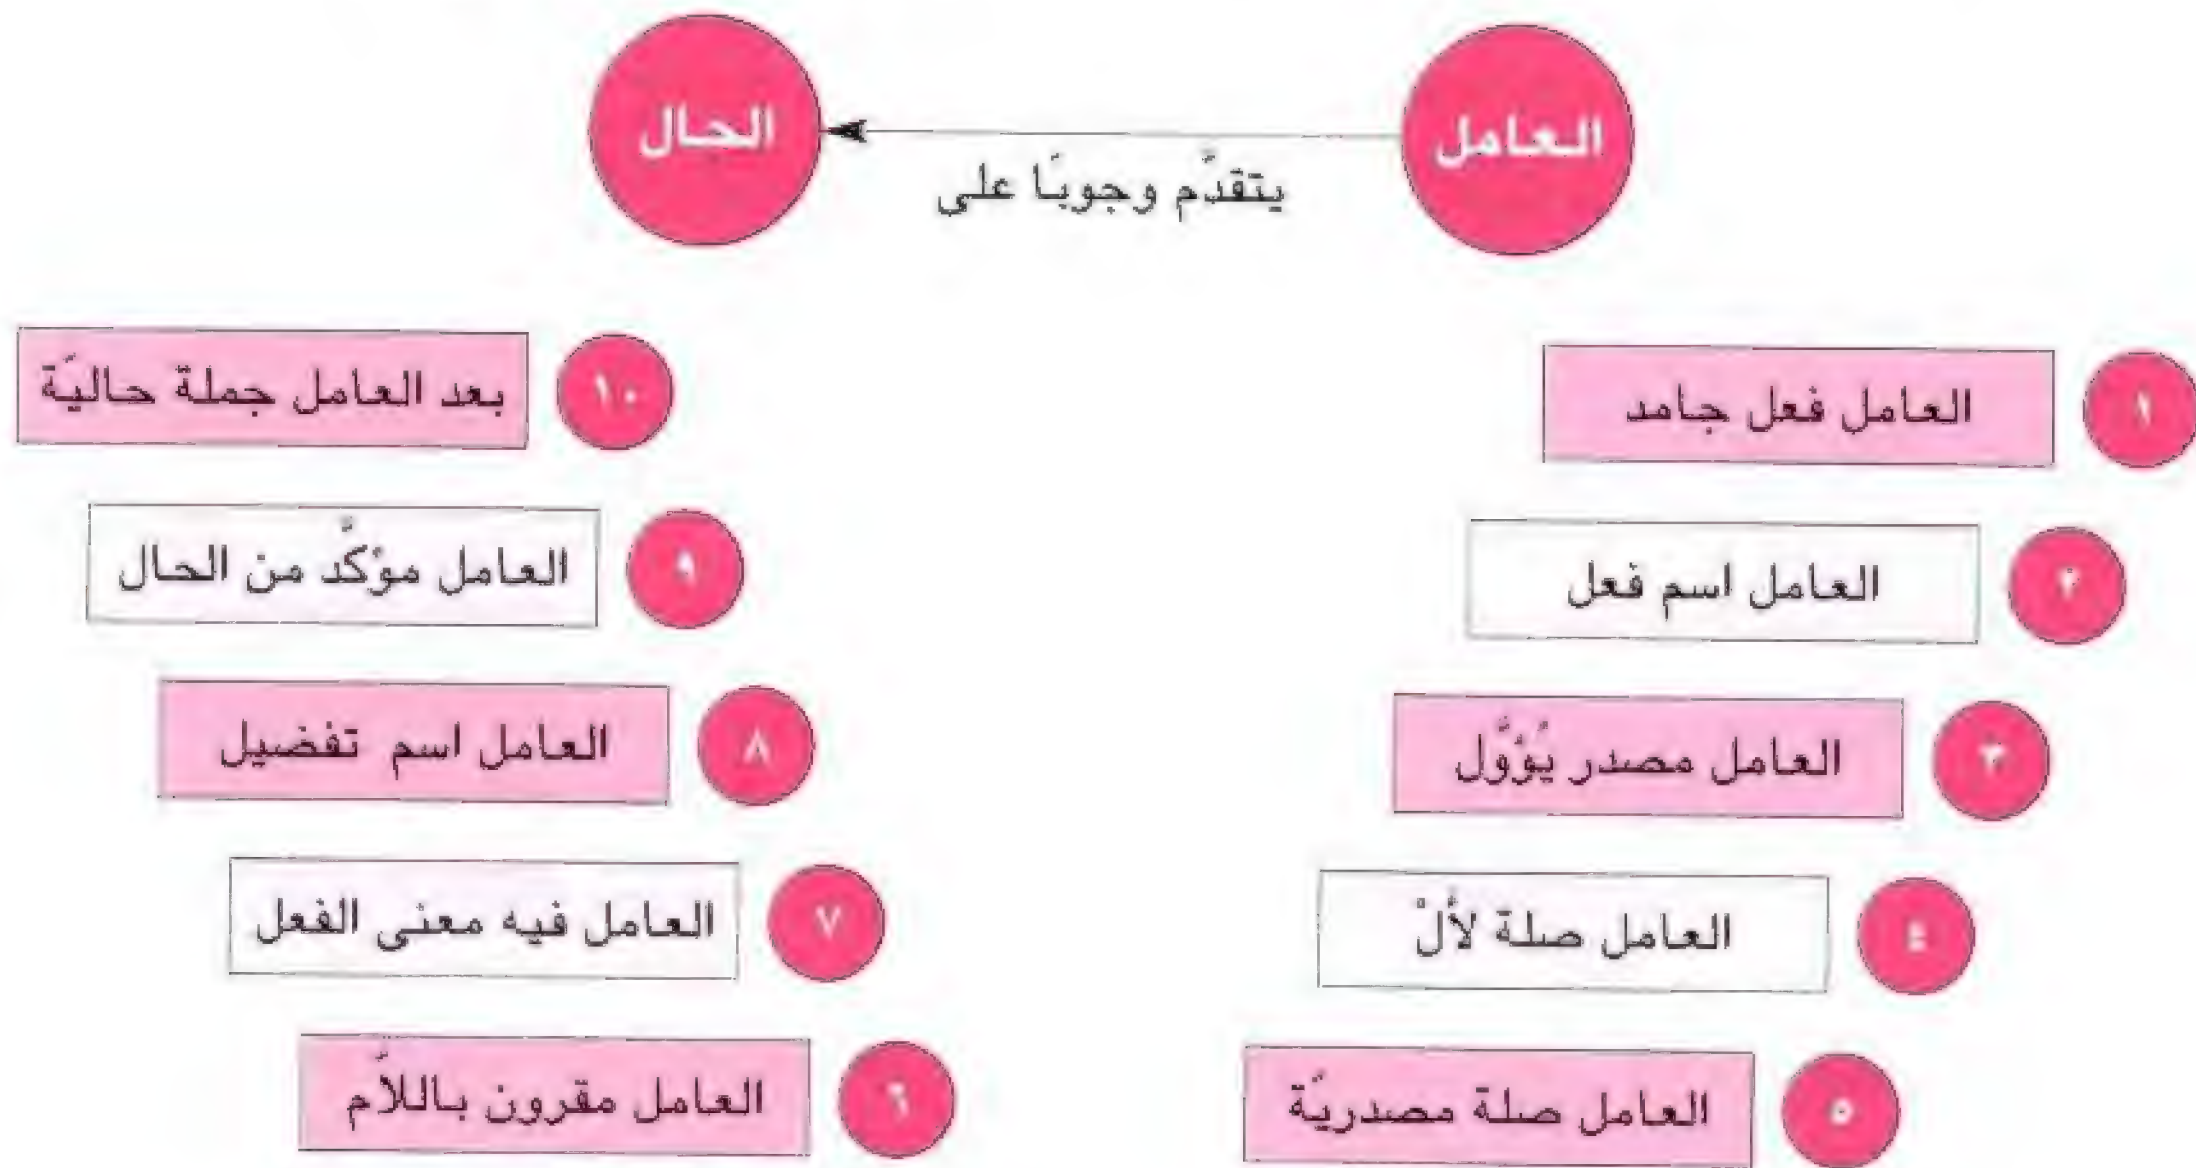 العامل
يتقدّم وجوبًا على
الحال
١ العامل فعل جامد
٢ العامل اسم فعل
٣ العامل مصدر يُؤوَّل
٤ العامل صلة لألْ
٥ العامل صلة مصدريّة
٦ العامل مقرون باللاّم
٧ العامل فيه معنى الفعل
٨ العامل اسم تفضيل
٩ العامل مؤكَّد من الحال
١٠ بعد العامل جملة حاليّة